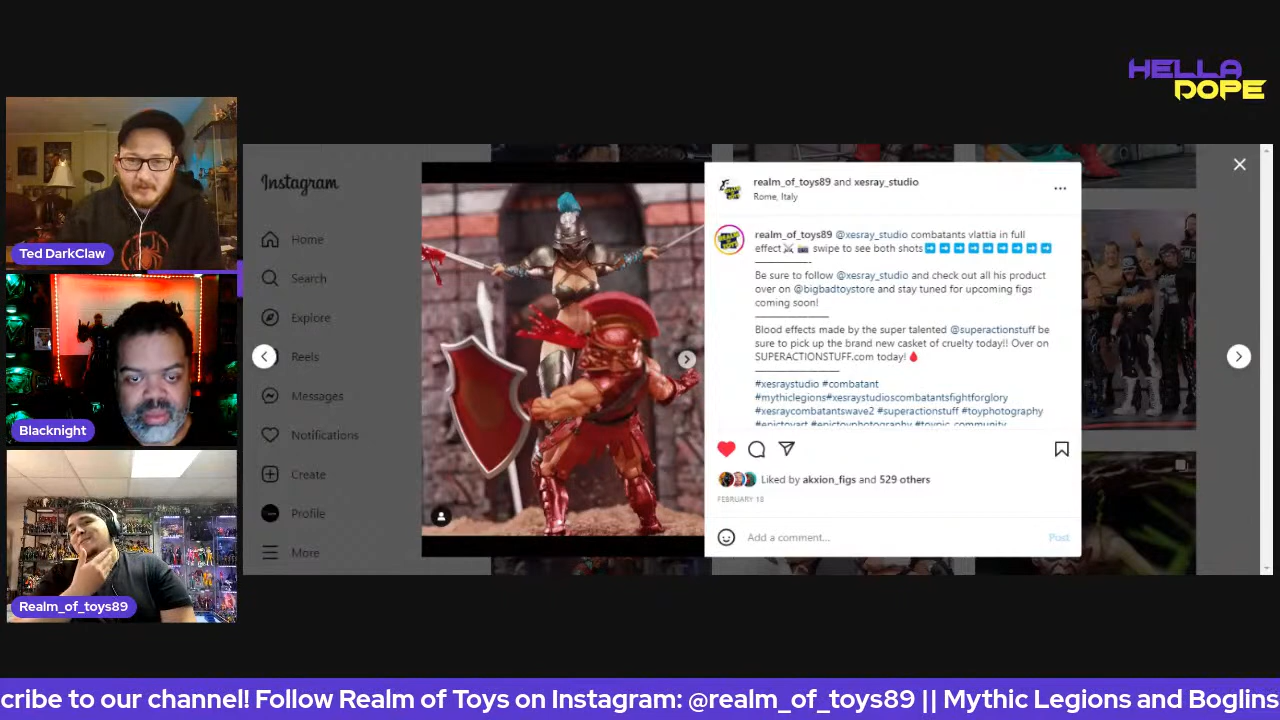 HELLA
DOPE
Ted DarkClaw
Blacknight
Realm_of_toys89
Instagram
Home
Search
Explore
Reels
Messages
Notifications
Create
Profile
More
realm_of_toys89 and xesray_studio
Rome, Italy
realm_of_toys89 @xesray_studio combatants vlattia in full
effect⚔️ 📸 swipe to see both shots➡️➡️➡️➡️➡️➡️➡️➡️➡️
Be sure to follow @xesray_studio and check out all his product
over on @bigbadtoystore and stay tuned for upcoming figs
coming soon!
Blood effects made by the super talented @superactionstuff be
sure to pick up the brand new casket of cruelty today!! Over on
SUPERACTIONSTUFF.com today!🩸
#xesraystudio #combatant
#mythiclegions#xesraystudioscombatantsfightforglory
#xesraycombatantswave2 #superactionstuff #toyphotography
#epictoyart #epictoyphotography #toypic_community
Liked by akxion_figs and 529 others
FEBRUARY 18
Add a comment...
Post
cribe to our channel! Follow Realm of Toys on Instagram: @realm_of_toys89 || Mythic Legions and Boglins